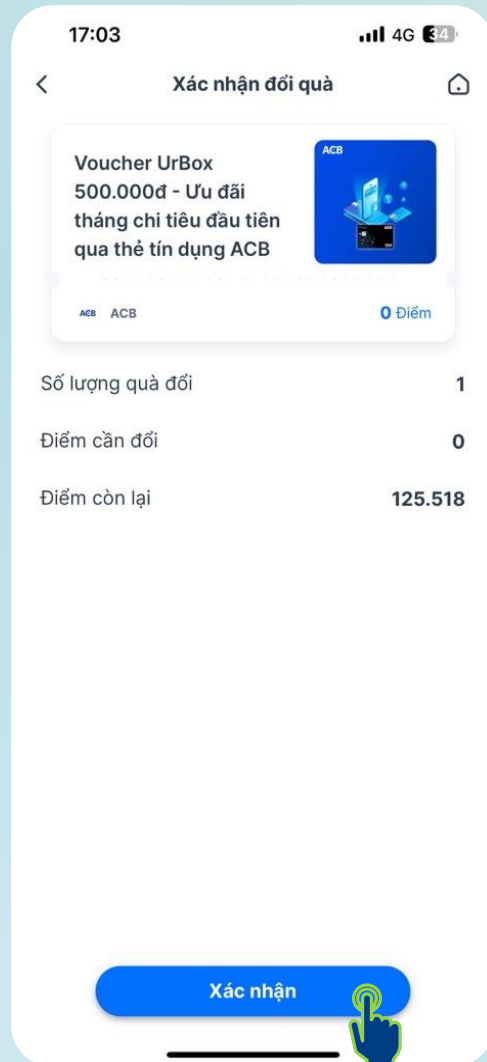 17:03 4G 34
Xác nhận đổi quà
Voucher UrBox
500.000đ - Ưu đãi
tháng chi tiêu đầu tiên
qua thẻ tín dụng ACB
ACB
ACB ACB 0 Điểm
Số lượng quà đổi 1
Điểm cần đổi 0
Điểm còn lại 125.518
Xác nhận